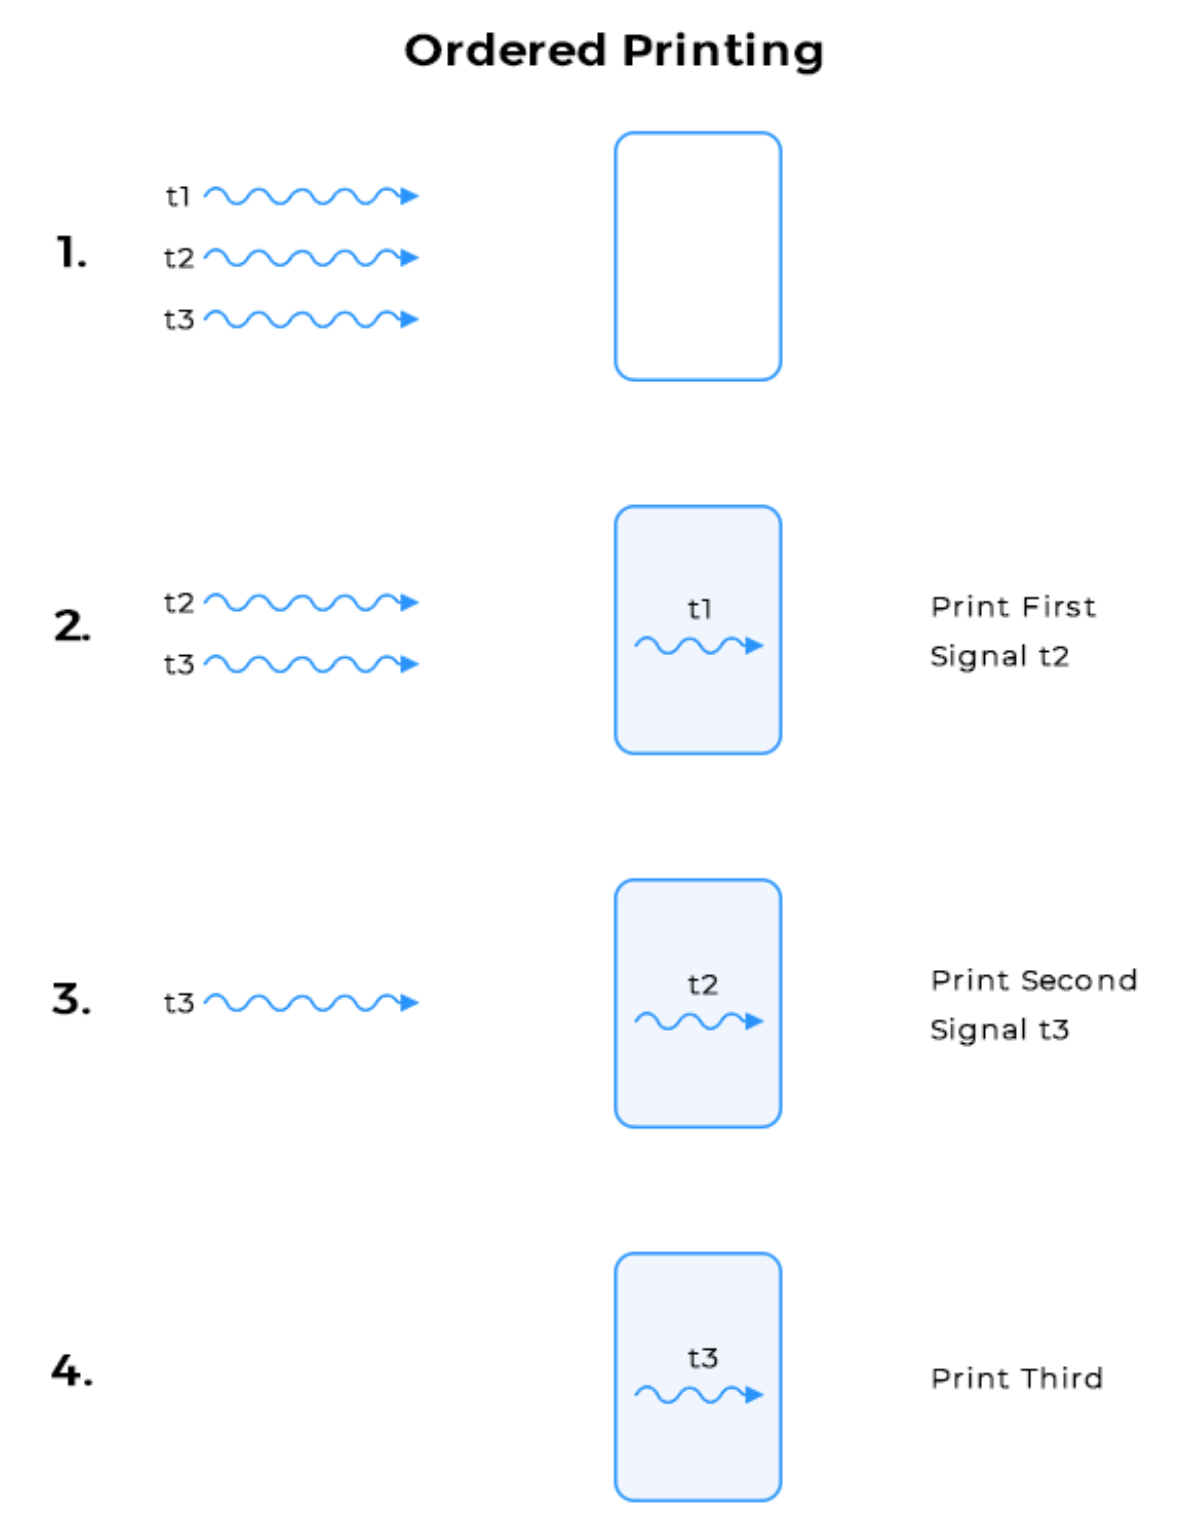 Ordered Printing
1.
t1
t2
t3
2.
t2
t3
t1
Print First
Signal t2
3.
t3
t2
Print Second
Signal t3
4.
t3
Print Third